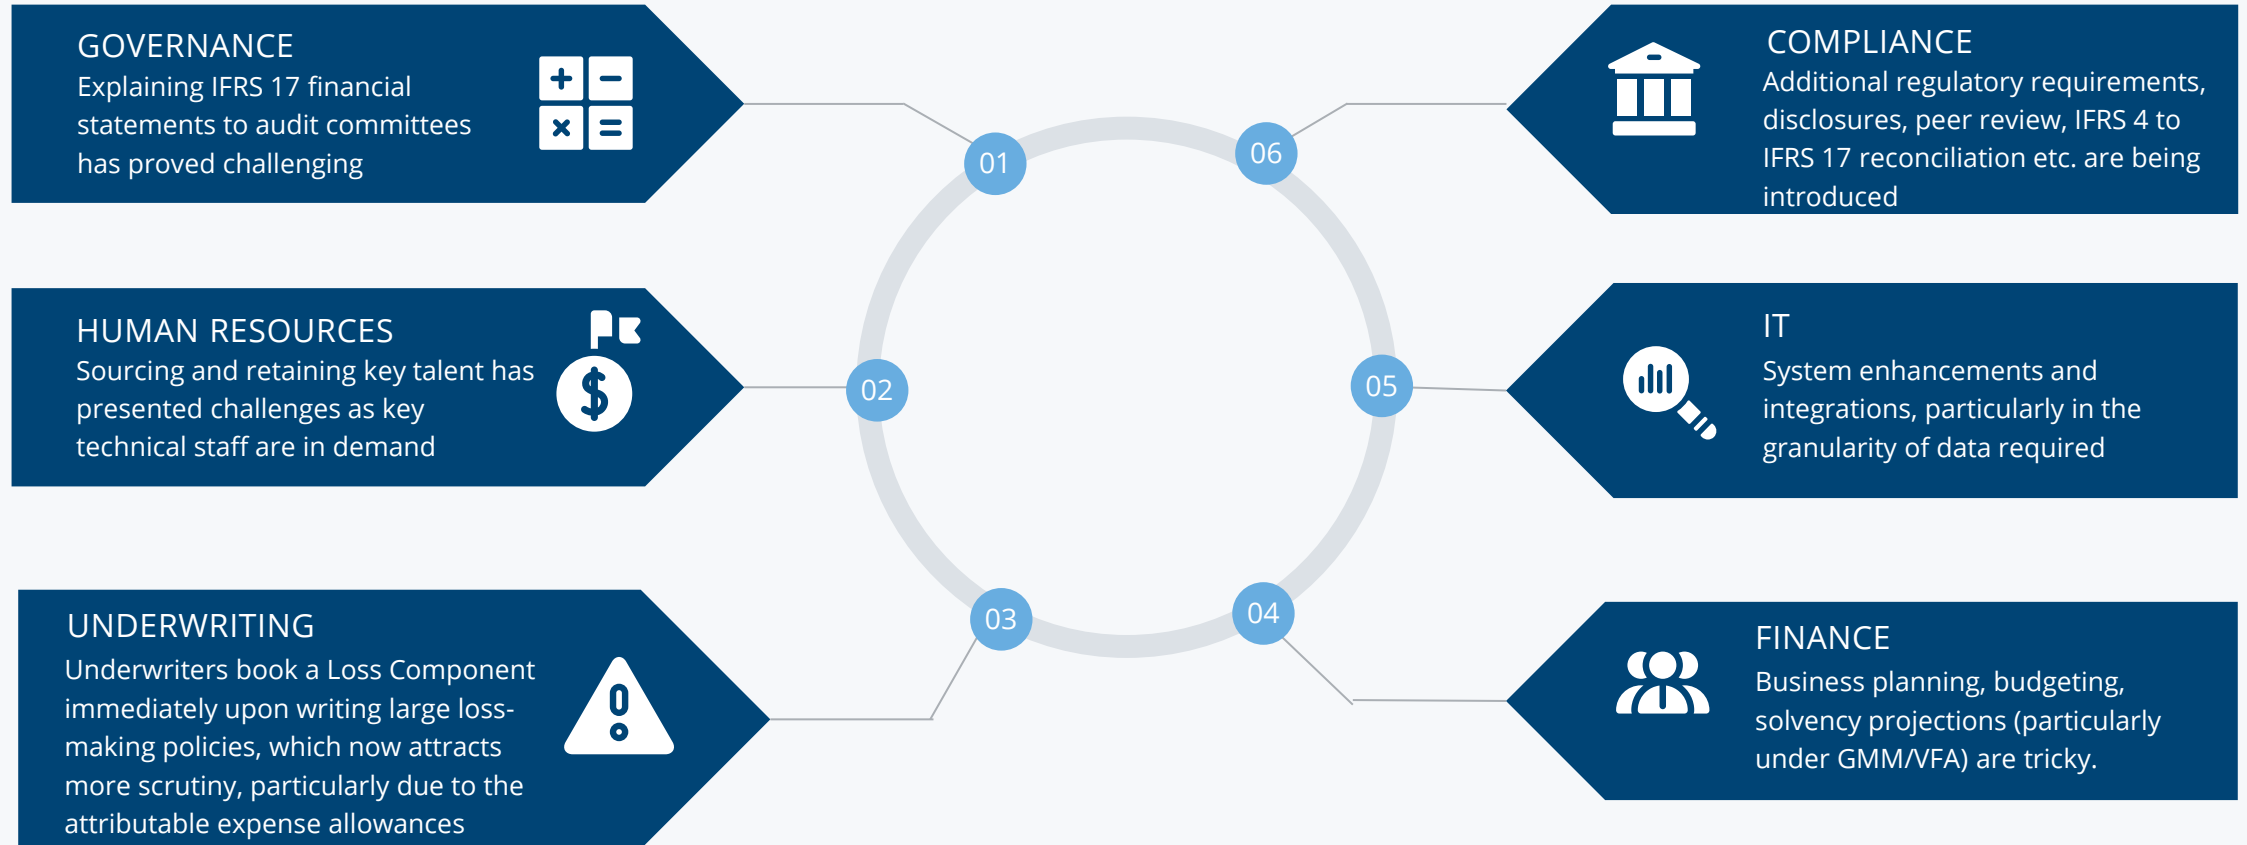 GOVERNANCE
Explaining IFRS 17 financial
statements to audit committees
has proved challenging
01
HUMAN RESOURCES
Sourcing and retaining key talent has
presented challenges as key
technical staff are in demand
02
UNDERWRITING
Underwriters book a Loss Component
immediately upon writing large loss-
making policies, which now attracts
more scrutiny, particularly due to the
attributable expense allowances
03
04
FINANCE
Business planning, budgeting,
solvency projections (particularly
under GMM/VFA) are tricky.
05
IT
System enhancements and
integrations, particularly in the
granularity of data required
06
COMPLIANCE
Additional regulatory requirements,
disclosures, peer review, IFRS 4 to
IFRS 17 reconciliation etc. are being
introduced